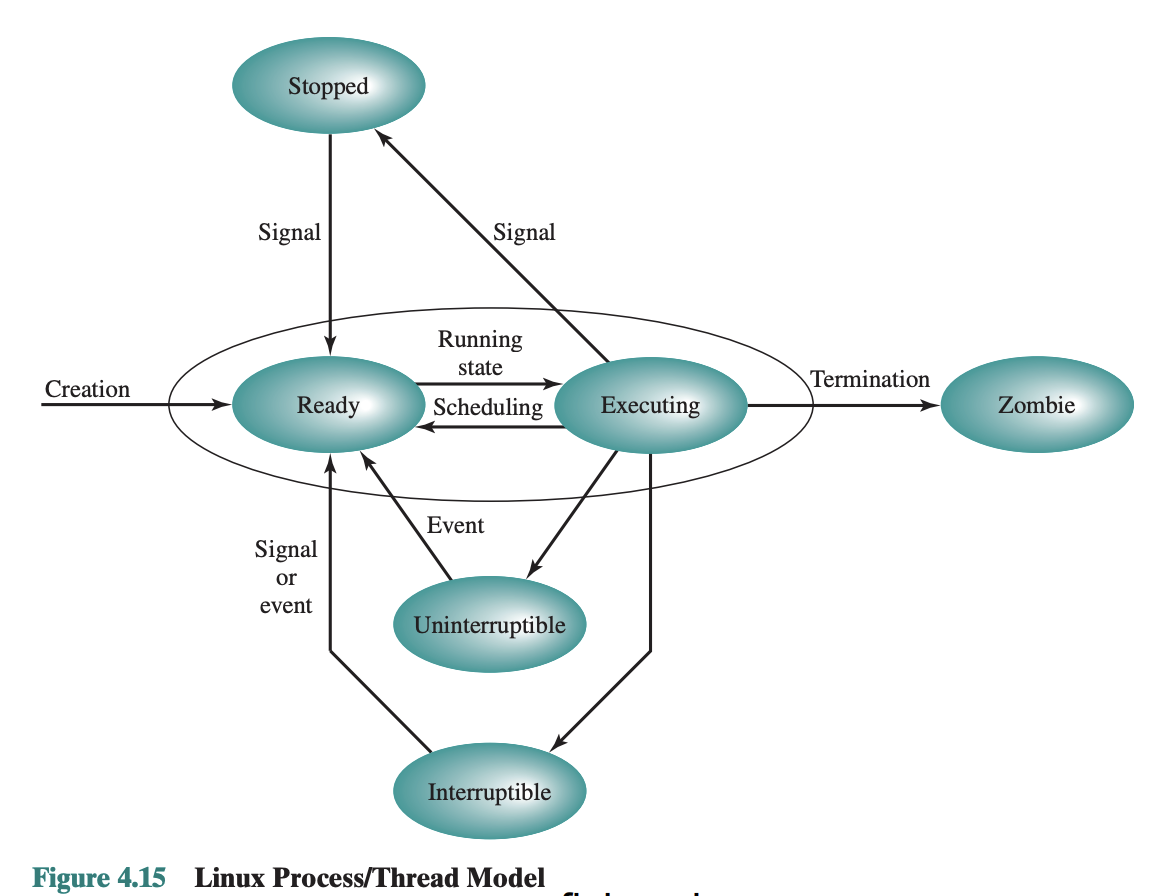 Stopped
Signal
Signal
Running
state
Creation
Ready
Scheduling
Executing
Termination
Zombie
Event
Signal
or
event
Uninterruptible
Interruptible
Figure 4.15 Linux Process/Thread Model